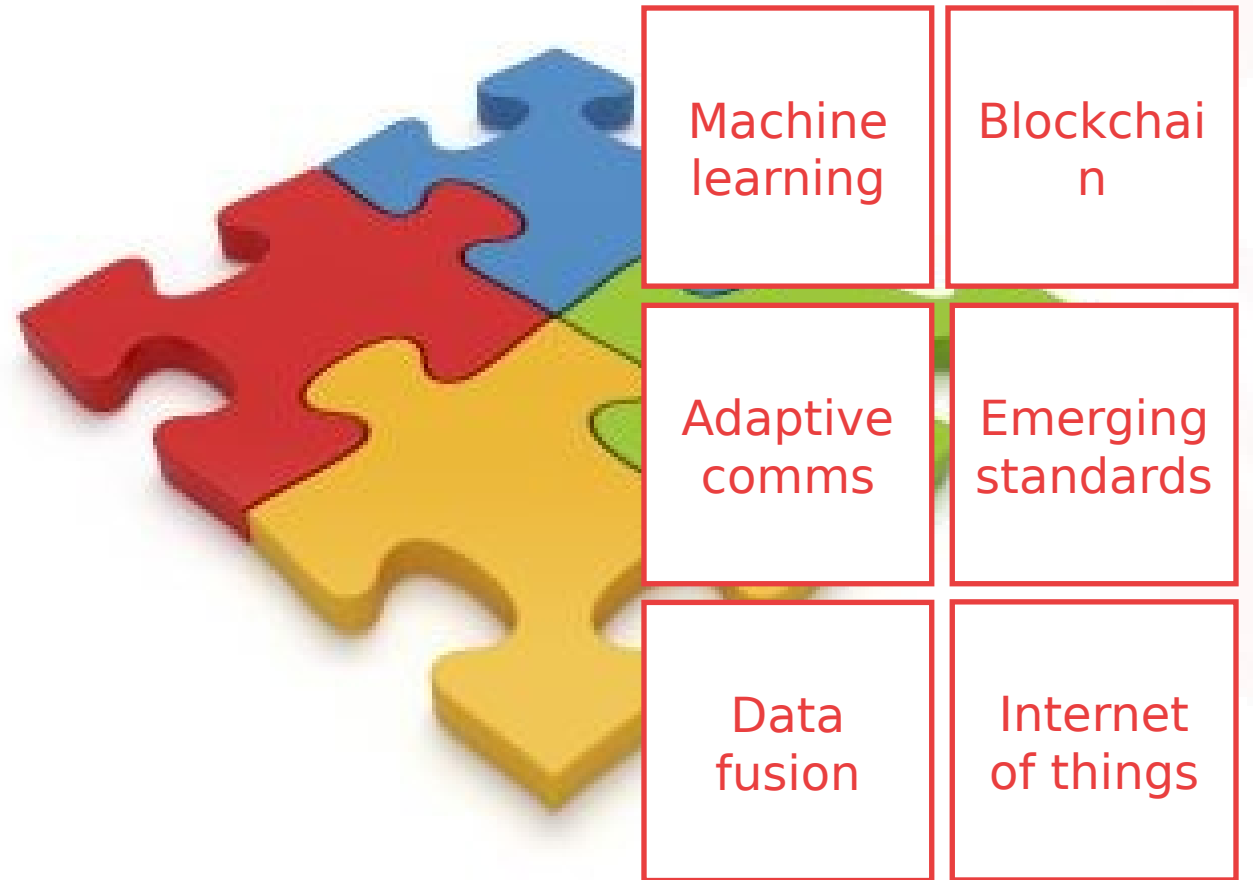 Machine
learning
Blockchai
n
Adaptive
comms
Emerging
standards
Data
fusion
Internet
of things